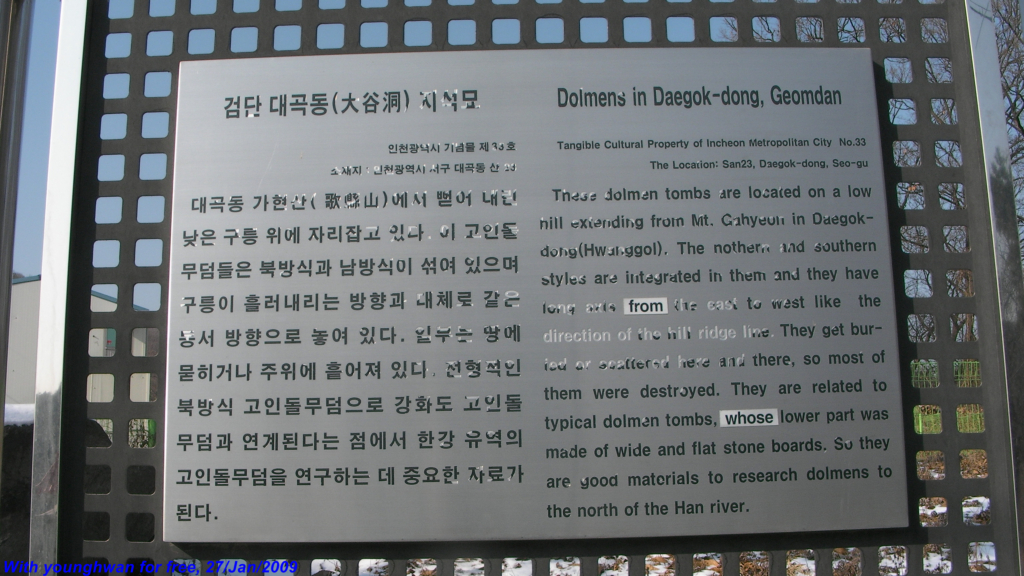 검단 대곡동(大谷洞) 지석묘
인천광역시 기념물 제 33호
소재지 : 인천광역시 서구 대곡동 산 23
대곡동 가현산(歌縣山)에서 뻗어 내린
낮은 구릉 위에 자리잡고 있다. 이 고인돌
무덤들은 북방식과 남방식이 섞여 있으며
구릉이 흘러내리는 방향과 대체로 같은
동서 방향으로 놓여 있다. 일부는 땅에
묻히거나 주위에 흩어져 있다. 전형적인
북방식 고인돌무덤으로 강화도 고인돌
무덤과 연계된다는 점에서 한강 유역의
고인돌무덤을 연구하는 데 중요한 자료가
된다.
Dolmens in Daegok-dong, Geomdan
Tangible Cultural Property of Incheon Metropolitan City No.33
The Locarion: San23, Daegok-dong, Seo-gu
These dolmen tombs are located on a low
hill extending from Mt. Gahyeon in Daegok-
dong(Hwanggol). The nothern and southern
styles are integrated in them and they have
long axis from the east to west like the
direction of the hill ridge line. They get bur-
ied or scattered here and there, so most of
them were destroyed. They are related to
typical dolmen tombs, whose lower part was
made of wide and flat stone boards. So they
are good materials to research dolmens to
the north of the Han river.
With younghwan for free, 27/Jan/2009